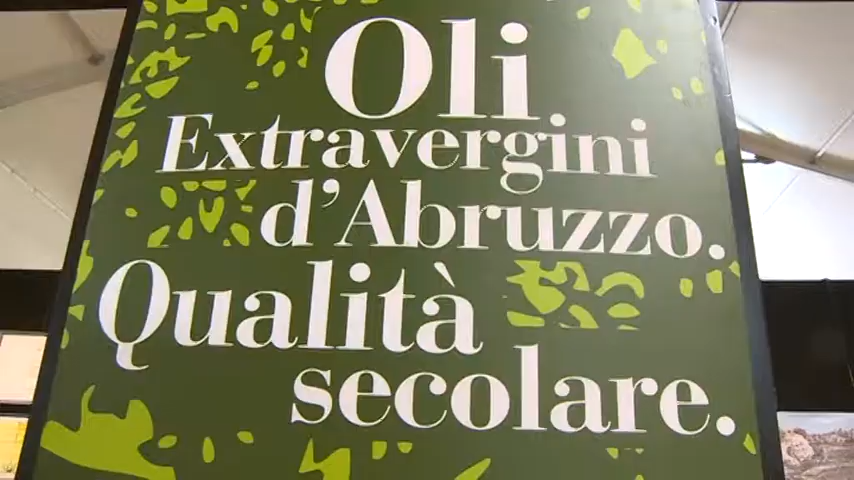 Oli
Extravergini
d'Abruzzo.
Qualità
secolare.